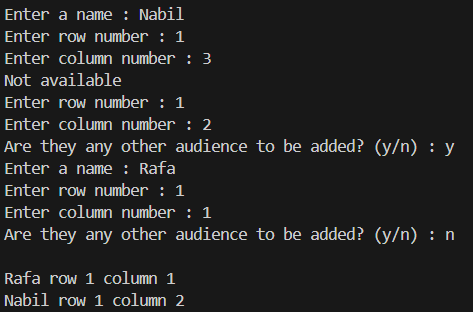 Enter a name : Nabil
Enter row number : 1
Enter column number : 3
Not available
Enter row number : 1
Enter column number : 2
Are they any other audience to be added? (y/n) : y
Enter a name : Rafa
Enter row number : 1
Enter column number : 1
Are they any other audience to be added? (y/n) : n
Rafa row 1 column 1
Nabil row 1 column 2